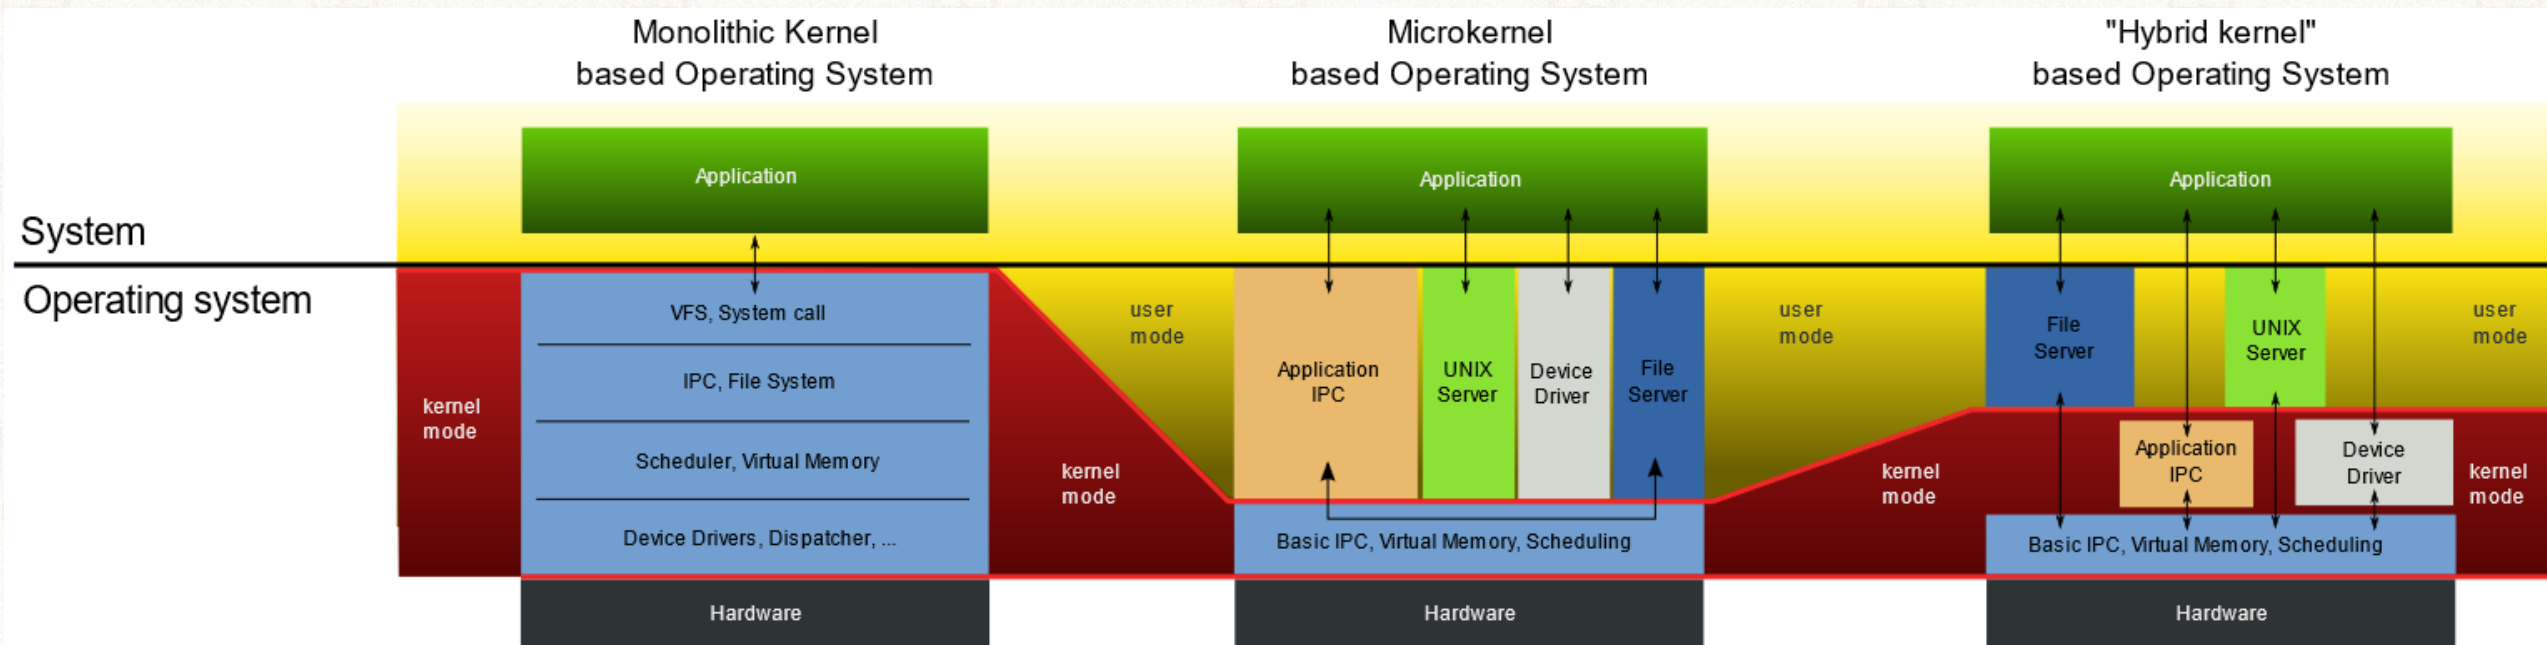 Monolithic Kernel
based Operating System
Microkernel
based Operating System
"Hybrid kernel"
based Operating System
System
Operating system
Application
VFS, System call
IPC, File System
Scheduler, Virtual Memory
Device Drivers, Dispatcher, ...
Hardware
kernel
mode
kernel
mode
user
mode
Application
Application
IPC
UNIX
Server
Device
Driver
File
Server
Basic IPC, Virtual Memory, Scheduling
Hardware
user
mode
kernel
mode
Application
File
Server
UNIX
Server
Application
IPC
Device
Driver
Basic IPC, Virtual Memory, Scheduling
Hardware
user
mode
kernel
mode